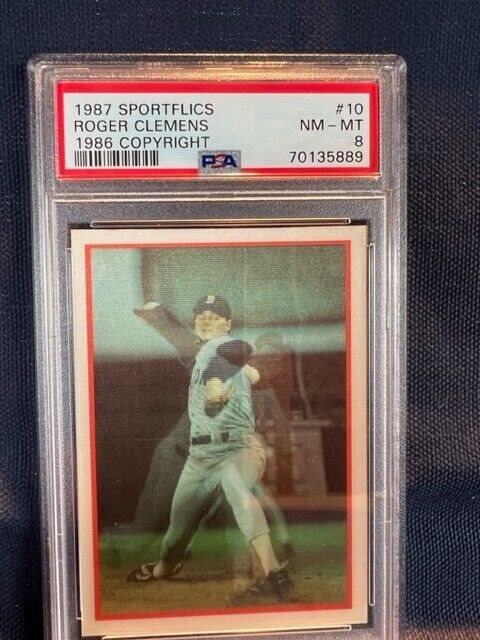 1987 SPORTFLICS #10
ROGER CLEMENS NM - MT
1986 COPYRIGHT 8
PSA 70135889
B